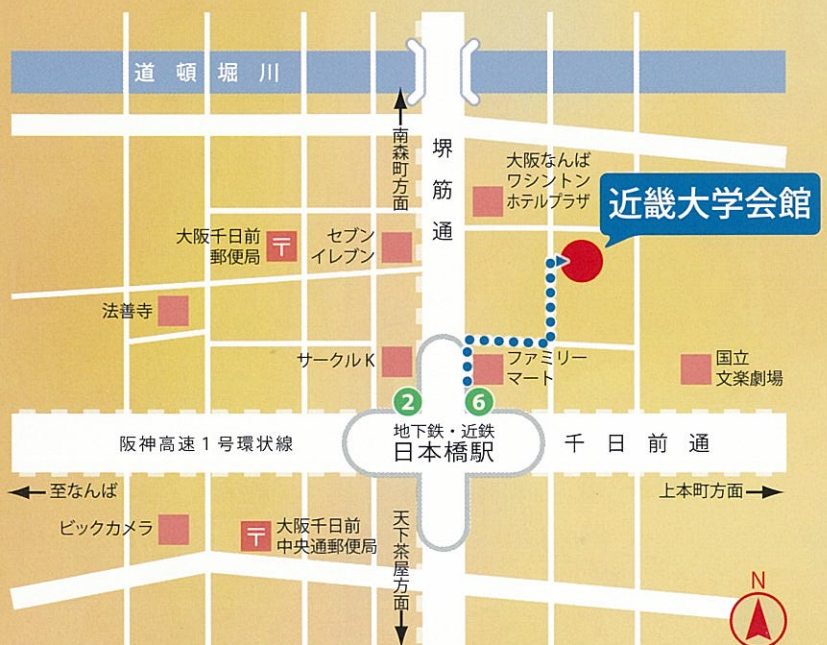 道頓堀川
南森町方面
堺筋通
大阪なんば
ワシントン
ホテルプラザ
近畿大学会館
大阪千日前
郵便局
セブン
イレブン
法善寺
サークルK
ファミリー
マート
国立
文楽劇場
2
6
地下鉄・近鉄
日本橋駅
阪神高速1号環状線
千日前通
至なんば
上本町方面
ビックカメラ
大阪千日前
中央通郵便局
天下茶屋方面
N